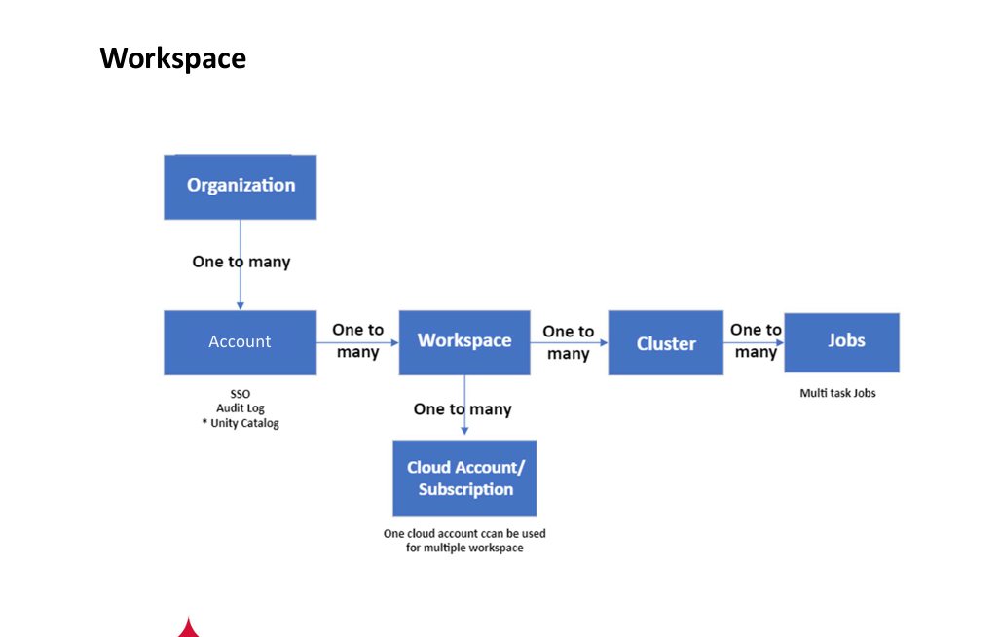 Workspace
Organization
One to many
Account
One to
many
Workspace
One to
many
Cluster
One to
many
Jobs
SSO
Audit Log
* Unity Catalog
Multi task Jobs
One to many
Cloud Account/
Subscription
One cloud account ccan be used
for multiple workspace